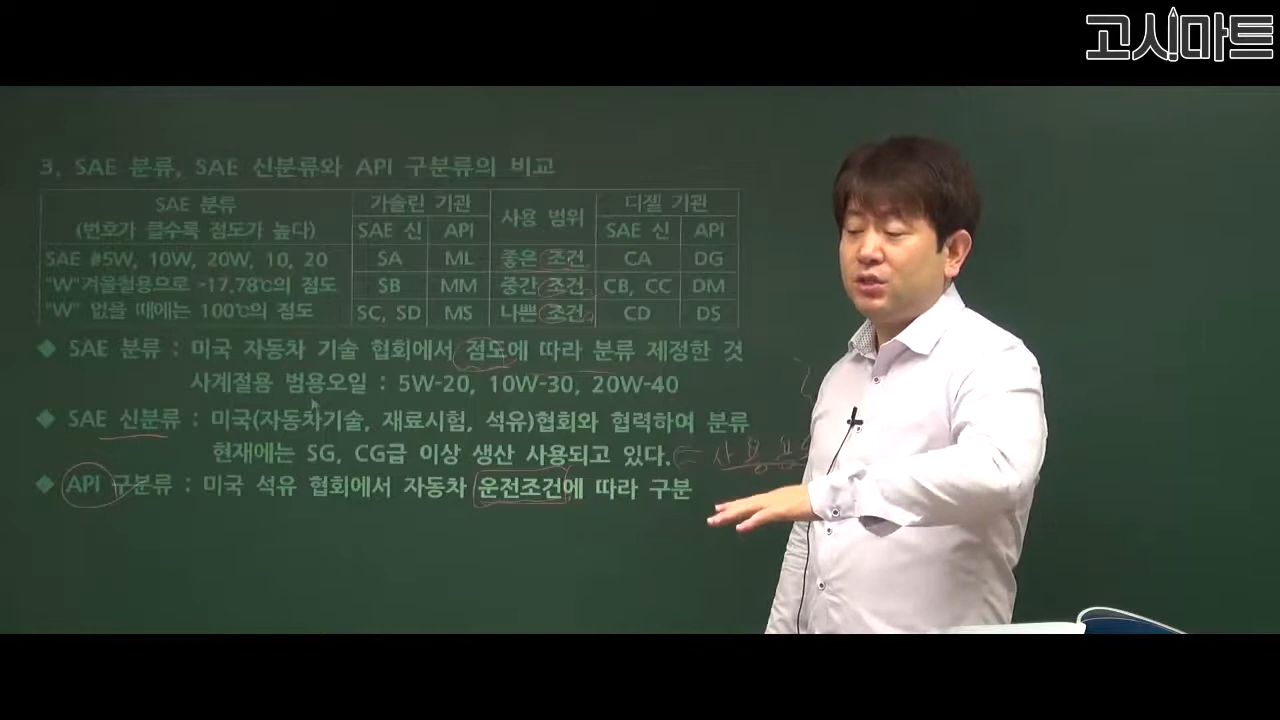 고시마트
3. SAE 분류, SAE 신분류와 API 구분류의 비교
SAE 분류 가솔린 기관 사용 범위 디젤 기관
(번호가 클수록 점도가 높다) SAE 신 API SAE 신 API
SAE #5W, 10W, 20W, 10, 20 SA ML 좋은 조건 CA DG
"W"겨울철용으로 -17.78℃의 점도 SB MM 중간 조건 CB, CC DM
"W" 없을 때에는 100℃의 점도 SC, SD MS 나쁜 조건 CD DS
◆ SAE 분류 : 미국 자동차 기술 협회에서 점도에 따라 분류 제정한 것
사계절용 범용오일 : 5W-20, 10W-30, 20W-40
◆ SAE 신분류 : 미국(자동차기술, 재료시험, 석유)협회와 협력하여 분류
현재에는 SG, CG급 이상 생산 사용되고 있다. 사용용
◆ API 구분류 : 미국 석유 협회에서 자동차 운전조건에 따라 구분